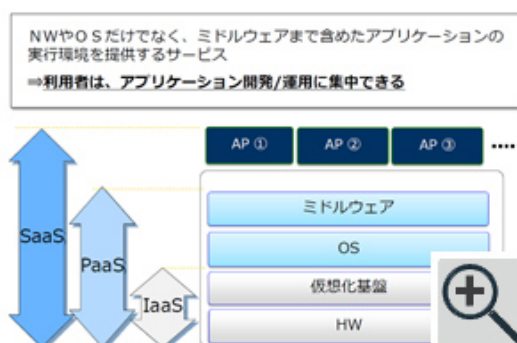 NWやOSだけでなく、ミドルウェアまで含めたアプリケーションの
実行環境を提供するサービス
⇒利用者は、アプリケーション開発/運用に集中できる
AP ①
AP ②
AP ③
‥‥
ミドルウェア
SaaS
OS
PaaS
仮想化基盤
IaaS
HW